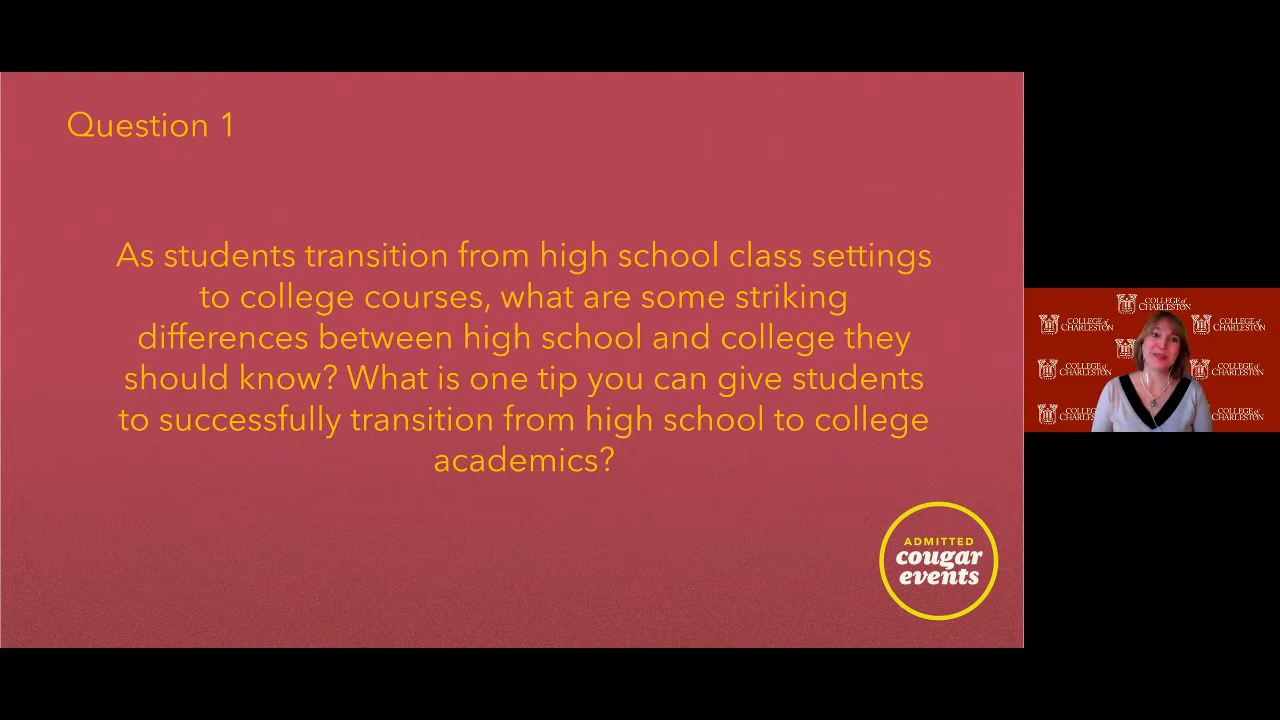 Question 1
As students transition from high school class settings
to college courses, what are some striking
differences between high school and college they
should know? What is one tip you can give students
to successfully transition from high school to college
academics?
ADMITTED
cougar
events
COLLEGE of
CHARLESTON
COLLEGE of
CHARLESTON
COLLEGE of
CHARLESTON
COLLEGE of
CHARLESTON
COLLEGE of
CHARLESTON
COLLEGE of
CHARLESTON